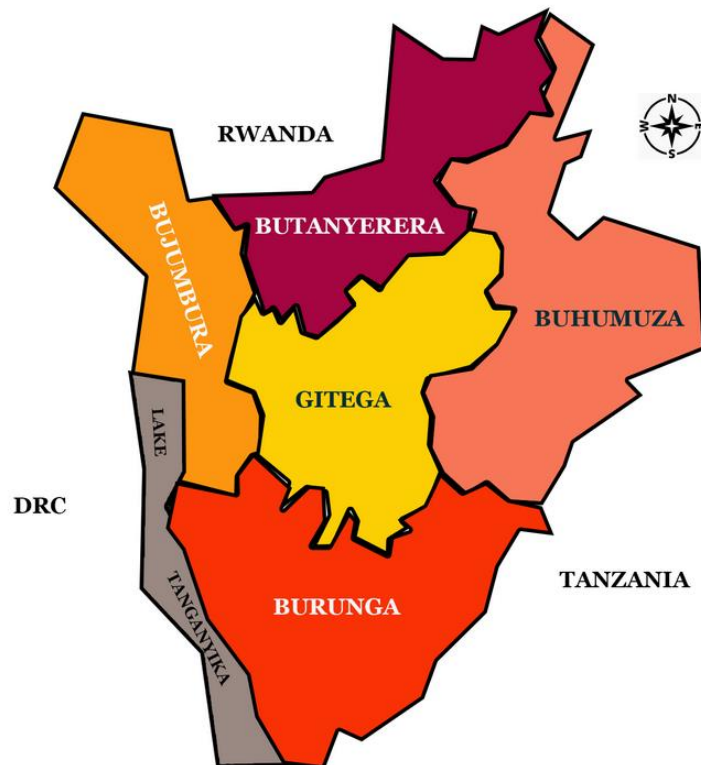 N
W E
S
RWANDA
BUTANYERERA
BUJUMBURA
BUHUMUZA
GITEGA
LAKE
DRC
TANGANYIKA
TANZANIA
BURUNGA